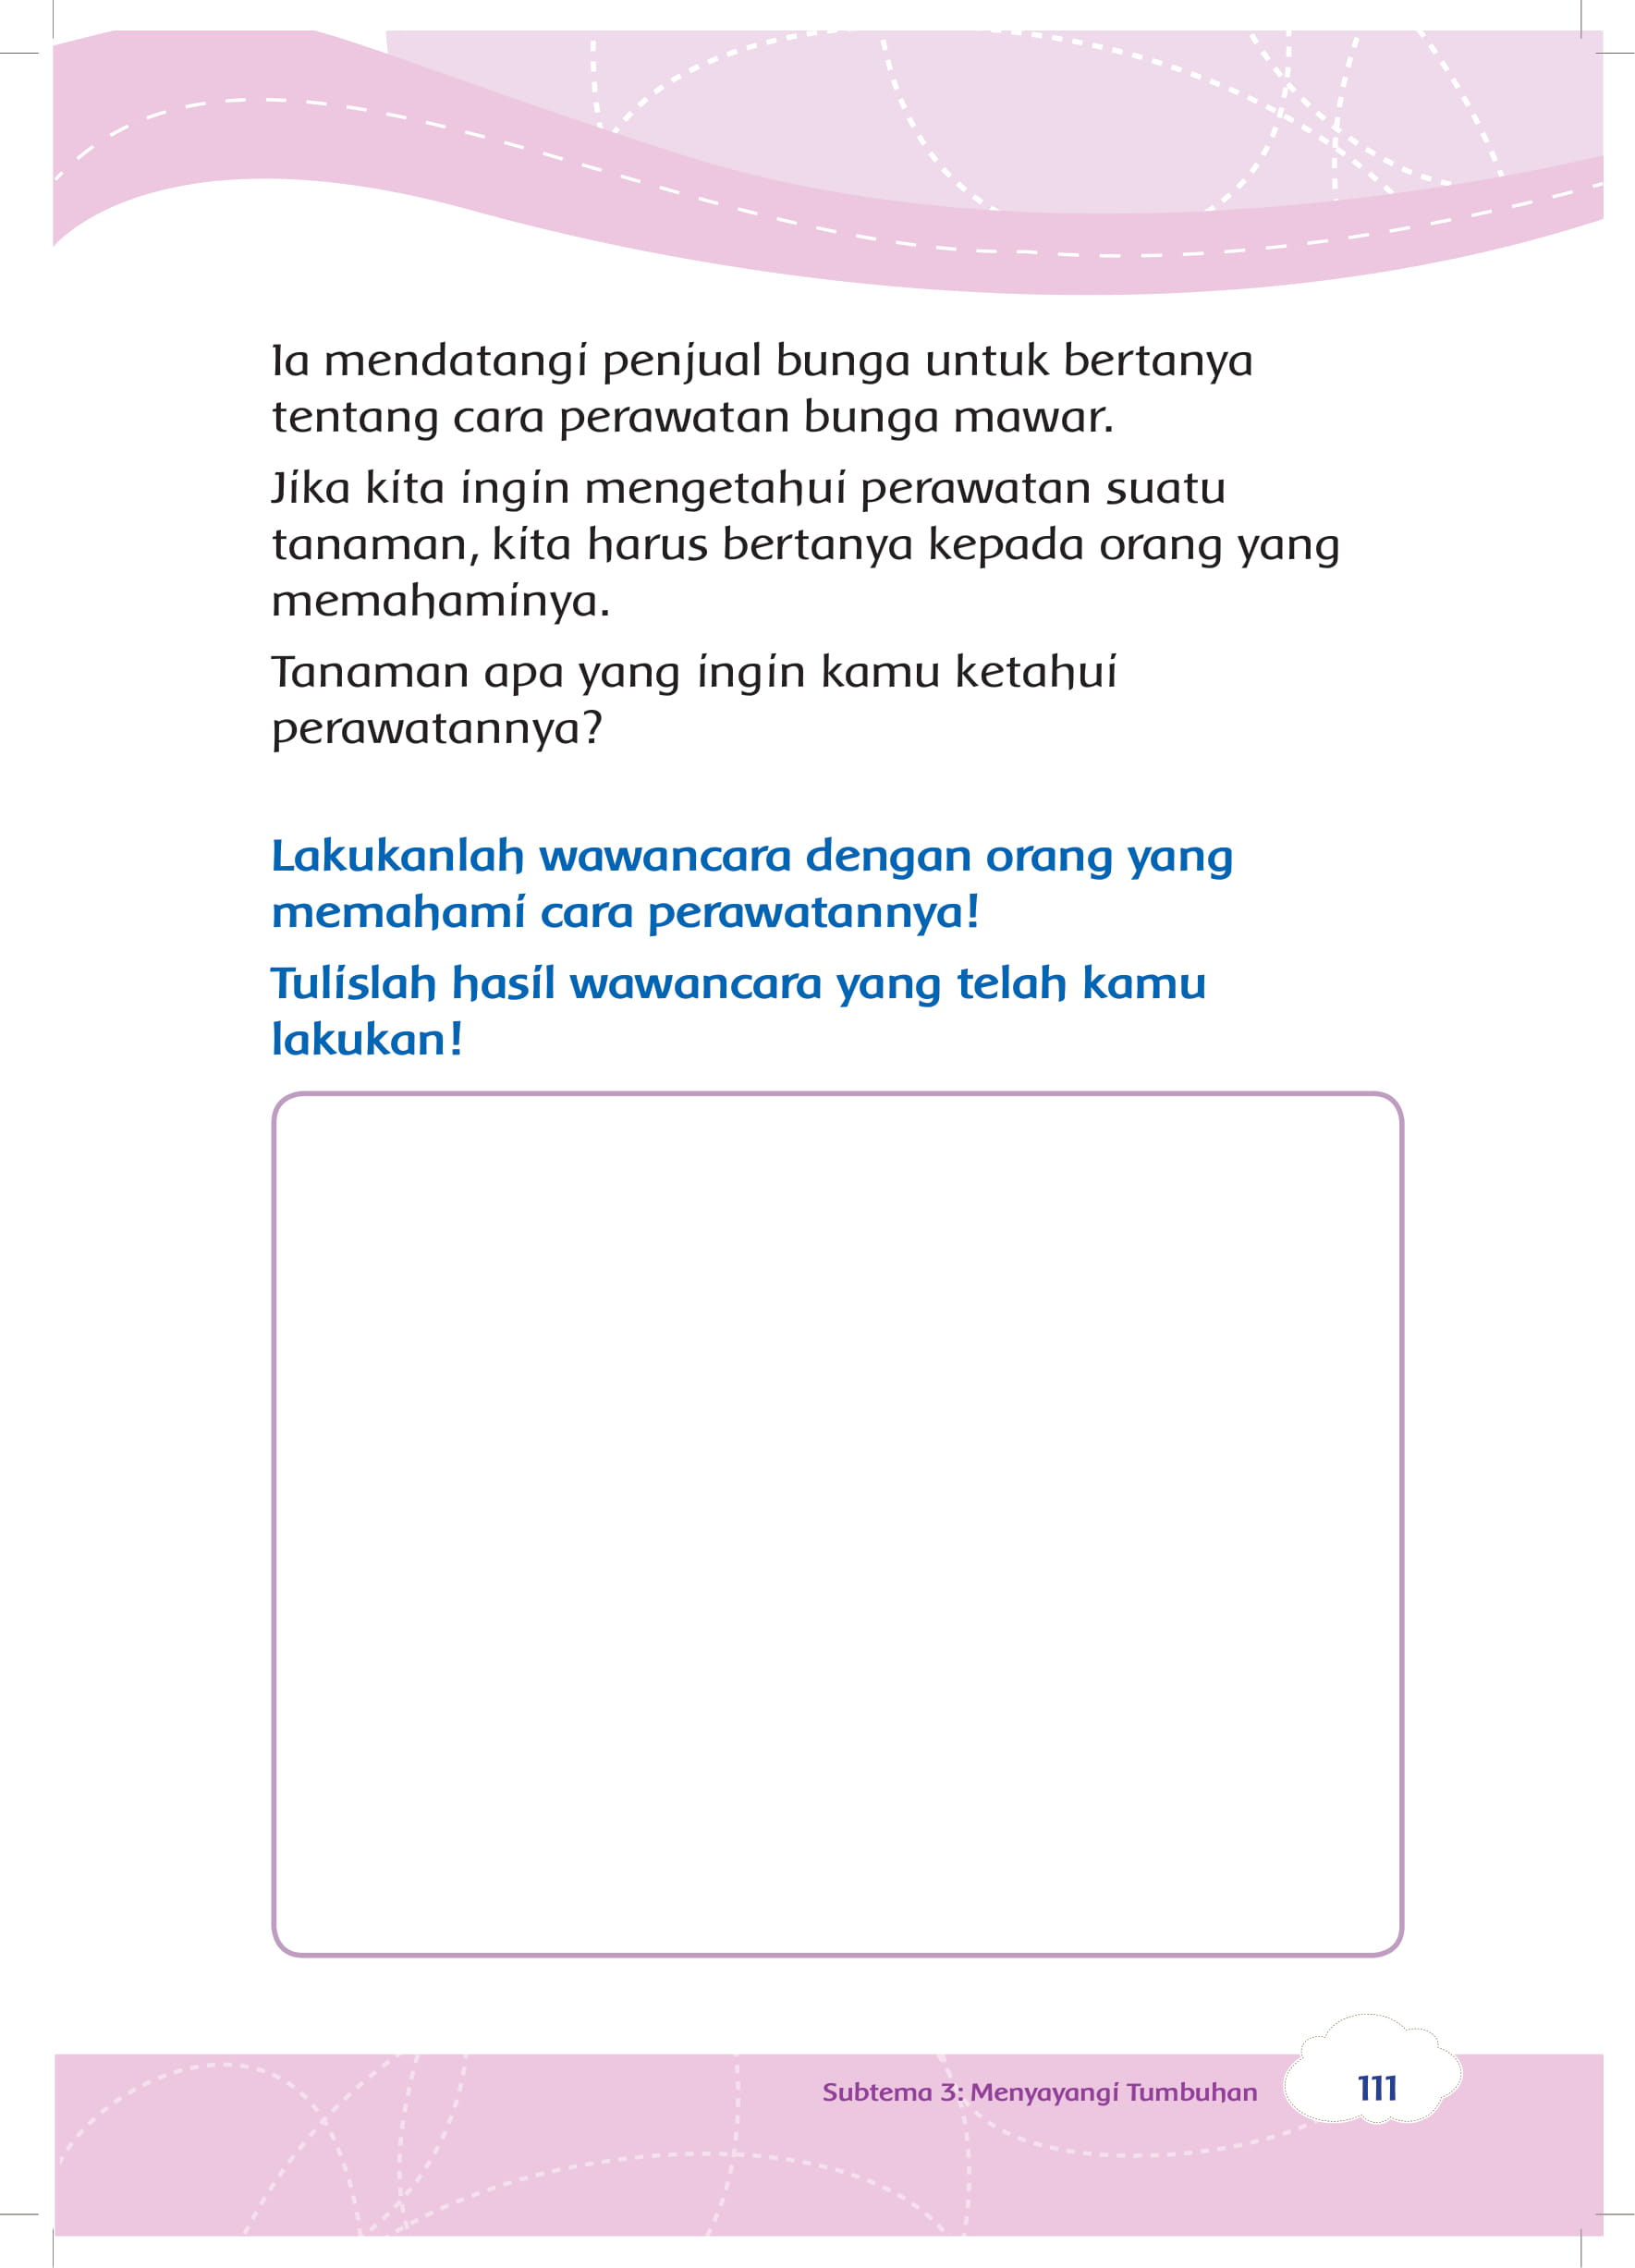 Ia mendatangi penjual bunga untuk bertanya
tentang cara perawatan bunga mawar.
Jika kita ingin mengetahui perawatan suatu
tanaman, kita harus bertanya kepada orang yang
memahaminya.
Tanaman apa yang ingin kamu ketahui
perawatannya?
Lakukanlah wawancara dengan orang yang
memahami cara perawatannya!
Tulislah hasil wawancara yang telah kamu
lakukan!
Subtema 3: Menyayangi Tumbuhan
111